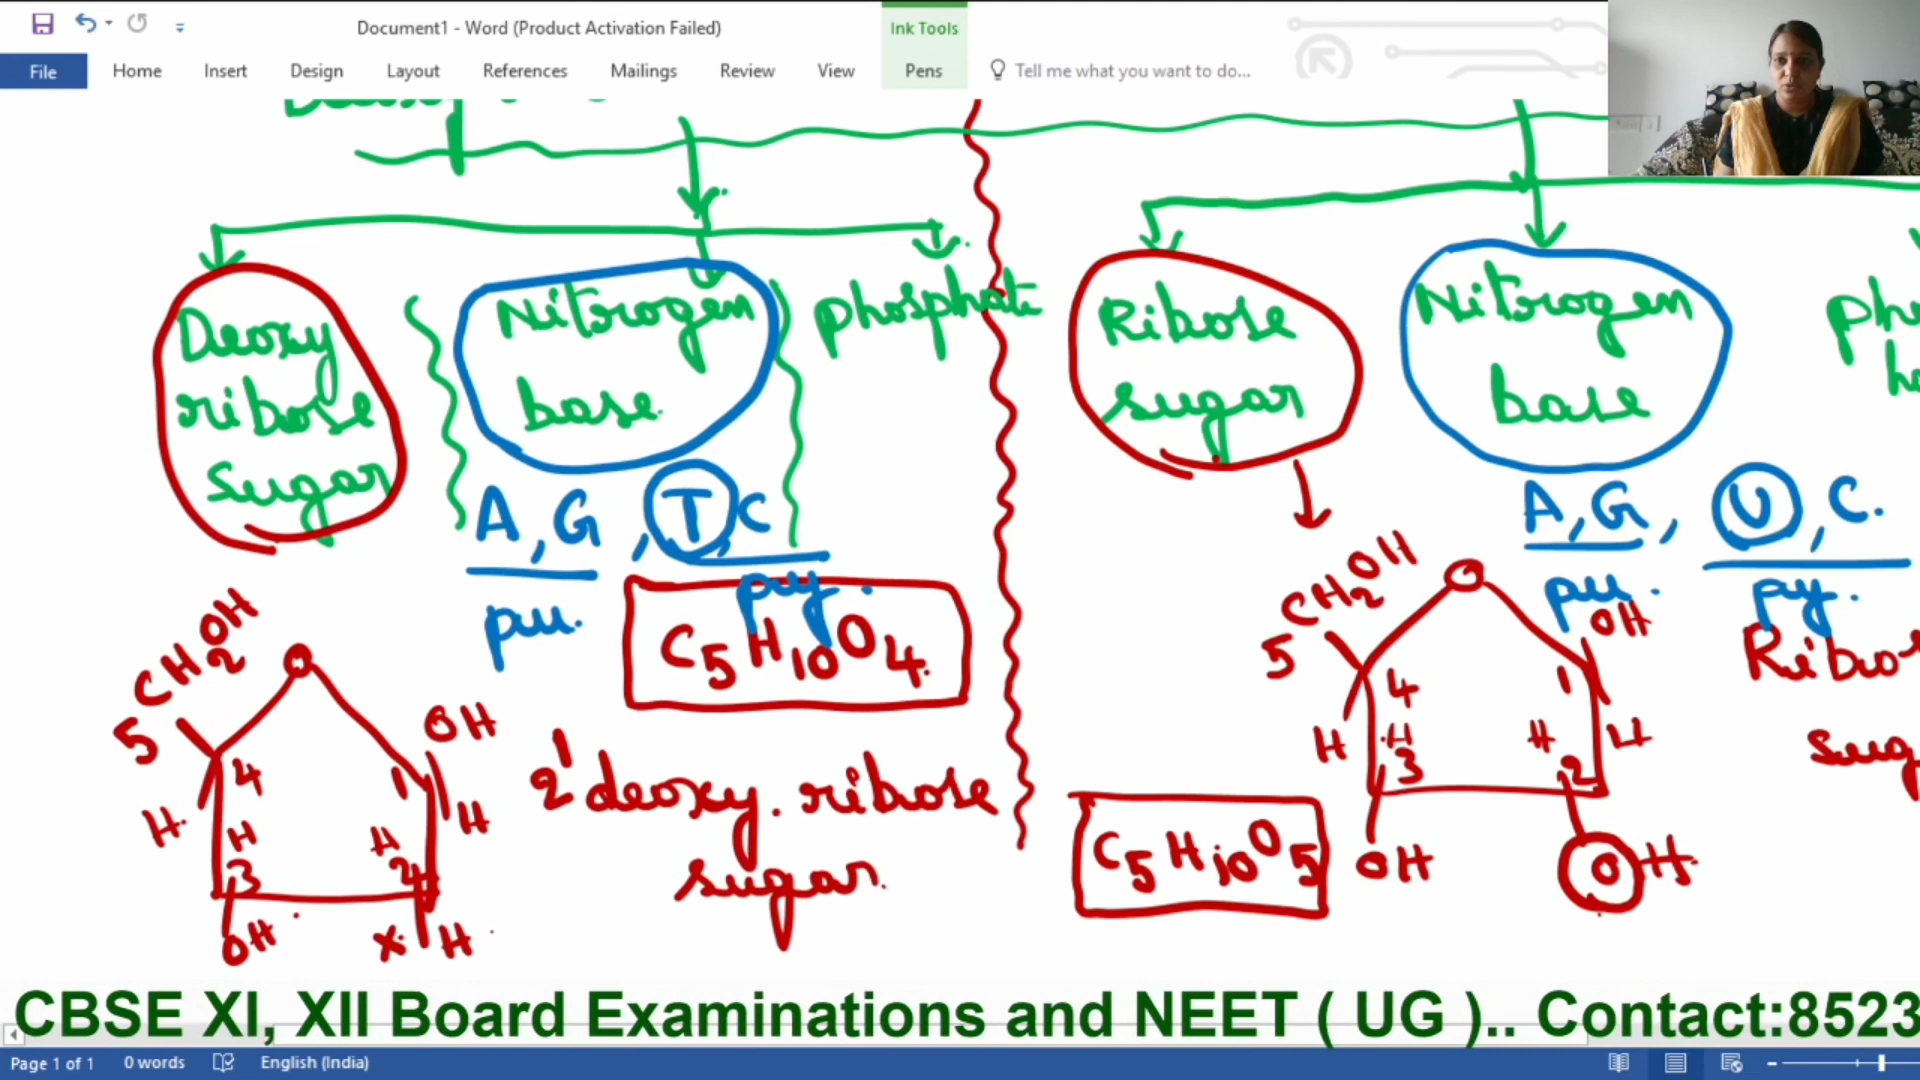 Document1 - Word (Product Activation Failed)
Ink Tools
File Home Insert Design Layout References Mailings Review View Pens Tell me what you want to do...
Deoxy
ribose
Sugar
Nitrogen
base
phosphate
Ribose
sugar
Nitrogen
base
A, G, T, C
pu.
py.
A, G, U, C.
pu.
py.
C5H10O4.
CH2OH
5
O
4
H
H
3
OH
OH
1
H
H
2
X. H
2' deoxy. ribose
sugar.
CH2OH
5
O
4
H
H
3
OH
OH
1
H
H
2
OH
C5H10O5
CBSE XI, XII Board Examinations and NEET ( UG ).. Contact:8523
Page 1 of 1 0 words English (India)